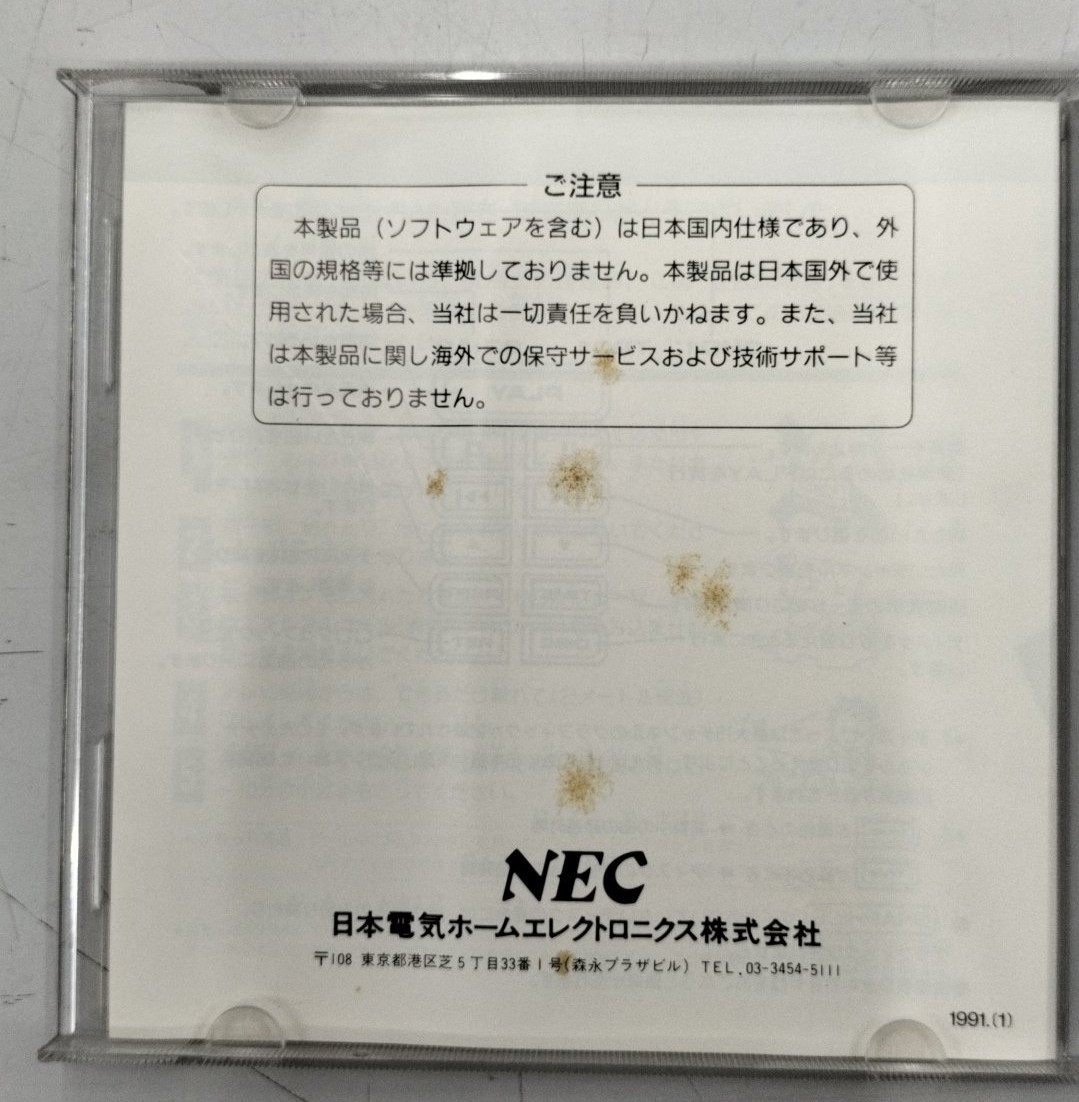 ご注意
本製品（ソフトウェアを含む）は日本国内仕様であり、外
国の規格等には準拠しておりません。本製品は日本国外で使
用された場合、当社は一切責任を負いかねます。また、当社
は本製品に関し海外での保守サービスおよび技術サポート等
は行っておりません。
NEC
日本電気ホームエレクトロニクス株式会社
〒108 東京都港区芝5丁目33番1号(森永プラザビル) TEL.03-3454-5111
1991.(1)